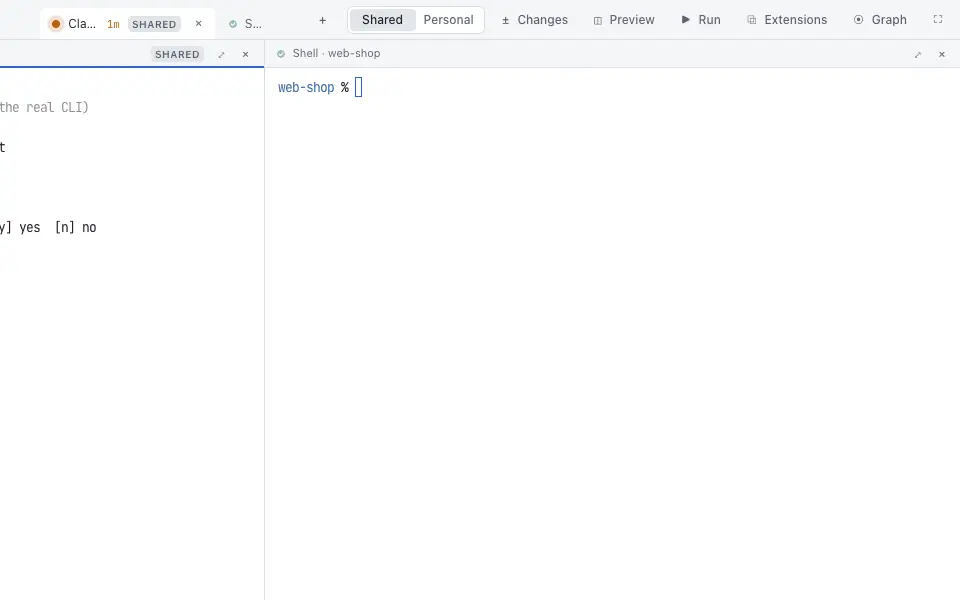 Cla... 1m SHARED × S... + Shared Personal ± Changes Preview Run Extensions Graph
SHARED ×
Shell · web-shop ×
the real CLI)
web-shop %
t
y] yes [n] no